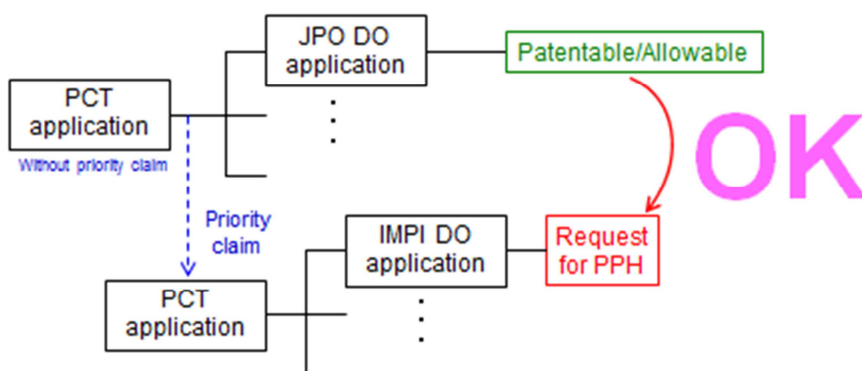 JPO DO
application
Patentable/Allowable
PCT
application
Without priority claim
OK
Priority
claim
IMPI DO
application
Request
for PPH
PCT
application